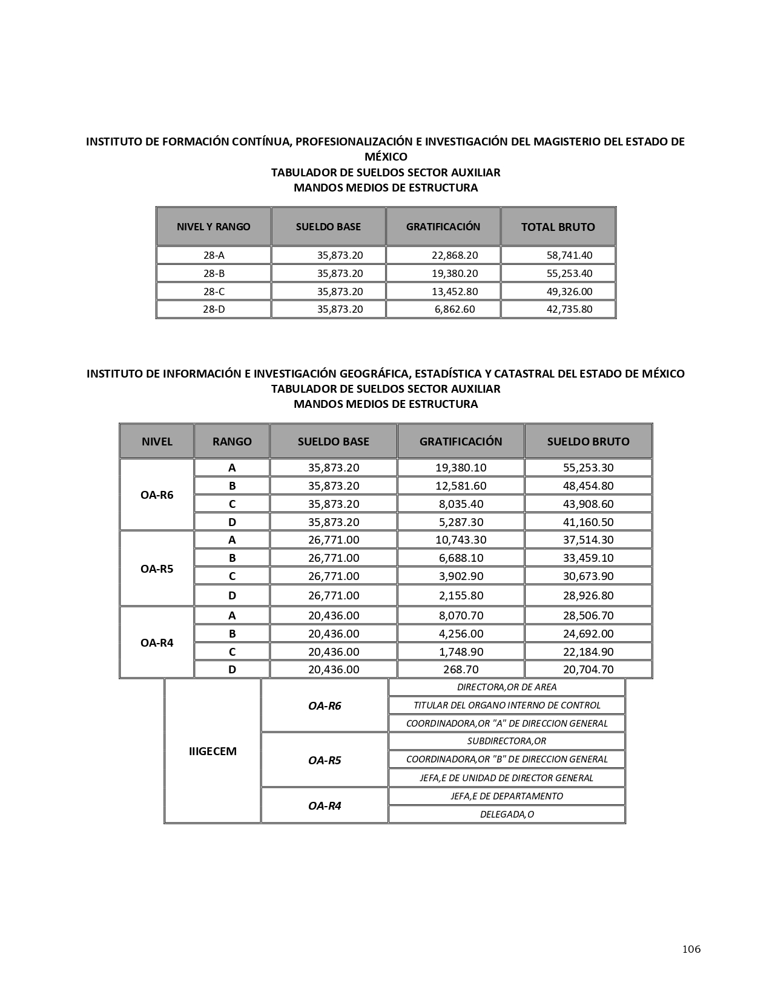 INSTITUTO DE FORMACIÓN CONTÍNUA, PROFESIONALIZACIÓN E INVESTIGACIÓN DEL MAGISTERIO DEL ESTADO DE
MÉXICO
TABULADOR DE SUELDOS SECTOR AUXILIAR
MANDOS MEDIOS DE ESTRUCTURA
NIVEL Y RANGO SUELDO BASE GRATIFICACIÓN TOTAL BRUTO
28-A 35,873.20 22,868.20 58,741.40
28-B 35,873.20 19,380.20 55,253.40
28-C 35,873.20 13,452.80 49,326.00
28-D 35,873.20 6,862.60 42,735.80
INSTITUTO DE INFORMACIÓN E INVESTIGACIÓN GEOGRÁFICA, ESTADÍSTICA Y CATASTRAL DEL ESTADO DE MÉXICO
TABULADOR DE SUELDOS SECTOR AUXILIAR
MANDOS MEDIOS DE ESTRUCTURA
NIVEL RANGO SUELDO BASE GRATIFICACIÓN SUELDO BRUTO
OA-R6
A 35,873.20 19,380.10 55,253.30
B 35,873.20 12,581.60 48,454.80
C 35,873.20 8,035.40 43,908.60
D 35,873.20 5,287.30 41,160.50
OA-R5
A 26,771.00 10,743.30 37,514.30
B 26,771.00 6,688.10 33,459.10
C 26,771.00 3,902.90 30,673.90
D 26,771.00 2,155.80 28,926.80
OA-R4
A 20,436.00 8,070.70 28,506.70
B 20,436.00 4,256.00 24,692.00
C 20,436.00 1,748.90 22,184.90
D 20,436.00 268.70 20,704.70
IIIGECEM
OA-R6
DIRECTORA,OR DE AREA
TITULAR DEL ORGANO INTERNO DE CONTROL
COORDINADORA,OR "A" DE DIRECCION GENERAL
OA-R5
SUBDIRECTORA,OR
COORDINADORA,OR "B" DE DIRECCION GENERAL
JEFA,E DE UNIDAD DE DIRECTOR GENERAL
OA-R4
JEFA,E DE DEPARTAMENTO
DELEGADA,O
106